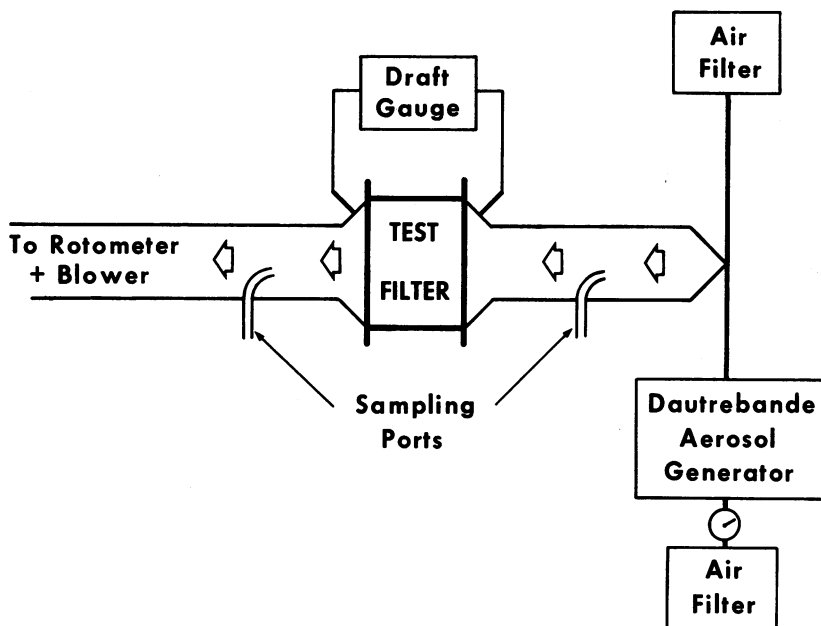 Air
Filter
Draft
Gauge
TEST
FILTER
To Rotometer
+ Blower
Sampling
Ports
Dautrebande
Aerosol
Generator
Air
Filter